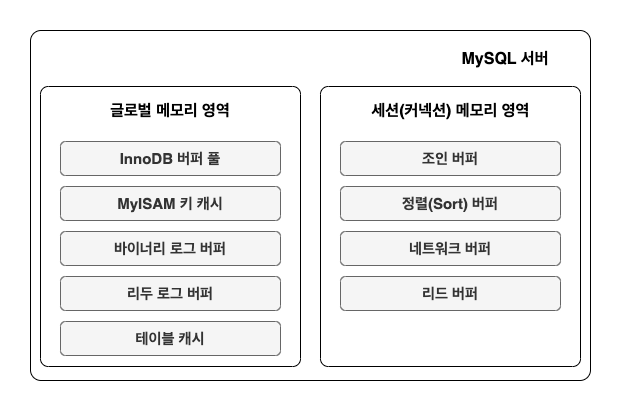 MySQL 서버
글로벌 메모리 영역
InnoDB 버퍼 풀
MyISAM 키 캐시
바이너리 로그 버퍼
리두 로그 버퍼
테이블 캐시
세션(커넥션) 메모리 영역
조인 버퍼
정렬(Sort) 버퍼
네트워크 버퍼
리드 버퍼